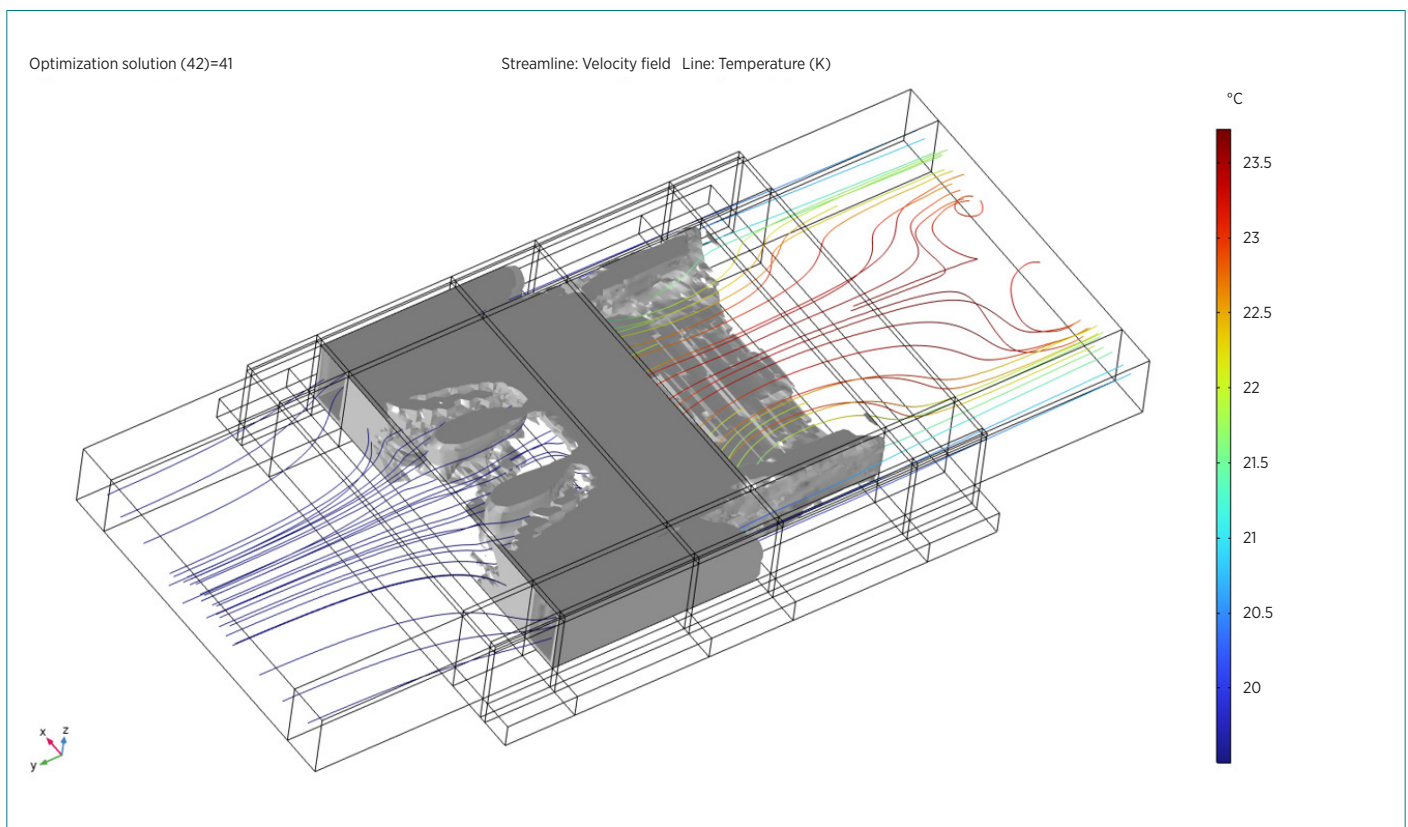 Optimization solution (42)=41 Streamline: Velocity field Line: Temperature (K)
°C
23.5
23
22.5
22
21.5
21
20.5
20
x z
y